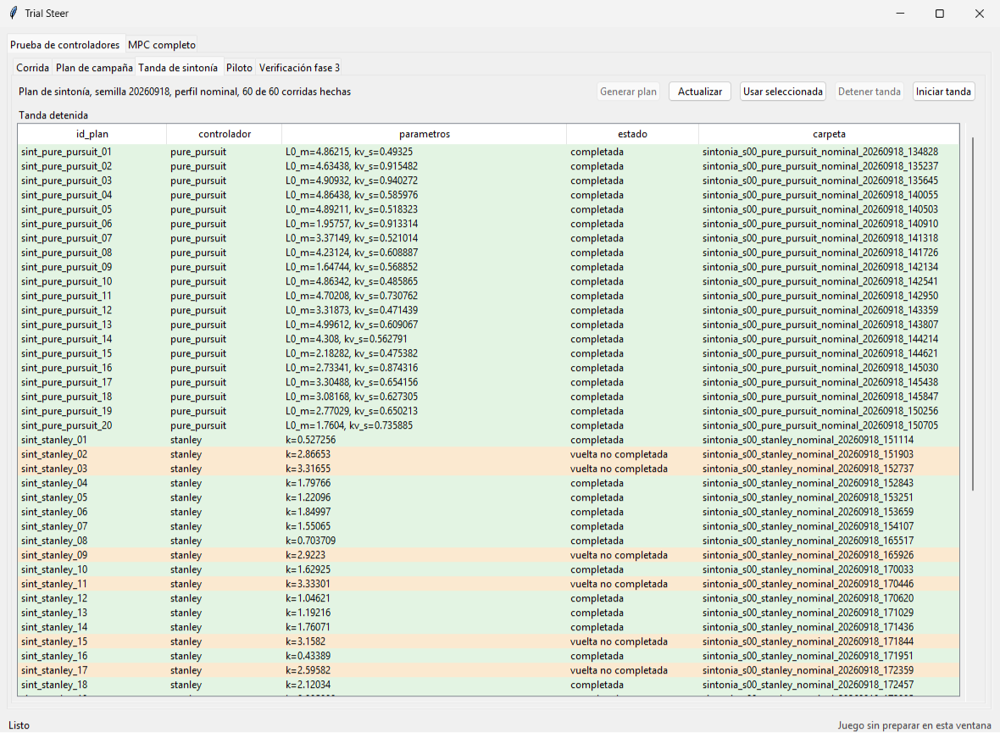 Trial Steer
Prueba de controladores MPC completo
Corrida Plan de campaña Tanda de sintonía Piloto Verificación fase 3
Plan de sintonía, semilla 20260918, perfil nominal, 60 de 60 corridas hechas Generar plan Actualizar Usar seleccionada Detener tanda Iniciar tanda
Tanda detenida
id_plan controlador parametros estado carpeta
sint_pure_pursuit_01 pure_pursuit L0_m=4.86215, kv_s=0.49325 completada sintonia_s00_pure_pursuit_nominal_20260918_134828
sint_pure_pursuit_02 pure_pursuit L0_m=4.63438, kv_s=0.915482 completada sintonia_s00_pure_pursuit_nominal_20260918_135237
sint_pure_pursuit_03 pure_pursuit L0_m=4.90932, kv_s=0.940272 completada sintonia_s00_pure_pursuit_nominal_20260918_135645
sint_pure_pursuit_04 pure_pursuit L0_m=4.86438, kv_s=0.585976 completada sintonia_s00_pure_pursuit_nominal_20260918_140055
sint_pure_pursuit_05 pure_pursuit L0_m=4.89211, kv_s=0.518323 completada sintonia_s00_pure_pursuit_nominal_20260918_140503
sint_pure_pursuit_06 pure_pursuit L0_m=1.95757, kv_s=0.913314 completada sintonia_s00_pure_pursuit_nominal_20260918_140910
sint_pure_pursuit_07 pure_pursuit L0_m=3.37149, kv_s=0.521014 completada sintonia_s00_pure_pursuit_nominal_20260918_141318
sint_pure_pursuit_08 pure_pursuit L0_m=4.23124, kv_s=0.608887 completada sintonia_s00_pure_pursuit_nominal_20260918_141726
sint_pure_pursuit_09 pure_pursuit L0_m=1.64744, kv_s=0.568852 completada sintonia_s00_pure_pursuit_nominal_20260918_142134
sint_pure_pursuit_10 pure_pursuit L0_m=4.86342, kv_s=0.485865 completada sintonia_s00_pure_pursuit_nominal_20260918_142541
sint_pure_pursuit_11 pure_pursuit L0_m=4.70208, kv_s=0.730762 completada sintonia_s00_pure_pursuit_nominal_20260918_142950
sint_pure_pursuit_12 pure_pursuit L0_m=3.31873, kv_s=0.471439 completada sintonia_s00_pure_pursuit_nominal_20260918_143359
sint_pure_pursuit_13 pure_pursuit L0_m=4.99612, kv_s=0.609067 completada sintonia_s00_pure_pursuit_nominal_20260918_143807
sint_pure_pursuit_14 pure_pursuit L0_m=4.308, kv_s=0.562791 completada sintonia_s00_pure_pursuit_nominal_20260918_144214
sint_pure_pursuit_15 pure_pursuit L0_m=2.18282, kv_s=0.475382 completada sintonia_s00_pure_pursuit_nominal_20260918_144621
sint_pure_pursuit_16 pure_pursuit L0_m=2.73341, kv_s=0.874316 completada sintonia_s00_pure_pursuit_nominal_20260918_145030
sint_pure_pursuit_17 pure_pursuit L0_m=3.30488, kv_s=0.654156 completada sintonia_s00_pure_pursuit_nominal_20260918_145438
sint_pure_pursuit_18 pure_pursuit L0_m=3.08168, kv_s=0.627305 completada sintonia_s00_pure_pursuit_nominal_20260918_145847
sint_pure_pursuit_19 pure_pursuit L0_m=2.77029, kv_s=0.650213 completada sintonia_s00_pure_pursuit_nominal_20260918_150256
sint_pure_pursuit_20 pure_pursuit L0_m=1.7604, kv_s=0.735885 completada sintonia_s00_pure_pursuit_nominal_20260918_150705
sint_stanley_01 stanley k=0.527256 completada sintonia_s00_stanley_nominal_20260918_151114
sint_stanley_02 stanley k=2.86653 vuelta no completada sintonia_s00_stanley_nominal_20260918_151903
sint_stanley_03 stanley k=3.31655 vuelta no completada sintonia_s00_stanley_nominal_20260918_152737
sint_stanley_04 stanley k=1.79766 completada sintonia_s00_stanley_nominal_20260918_152843
sint_stanley_05 stanley k=1.22096 completada sintonia_s00_stanley_nominal_20260918_153251
sint_stanley_06 stanley k=1.84997 completada sintonia_s00_stanley_nominal_20260918_153659
sint_stanley_07 stanley k=1.55065 completada sintonia_s00_stanley_nominal_20260918_154107
sint_stanley_08 stanley k=0.703709 completada sintonia_s00_stanley_nominal_20260918_165517
sint_stanley_09 stanley k=2.9223 vuelta no completada sintonia_s00_stanley_nominal_20260918_165926
sint_stanley_10 stanley k=1.62925 completada sintonia_s00_stanley_nominal_20260918_170033
sint_stanley_11 stanley k=3.33301 vuelta no completada sintonia_s00_stanley_nominal_20260918_170446
sint_stanley_12 stanley k=1.04621 completada sintonia_s00_stanley_nominal_20260918_170620
sint_stanley_13 stanley k=1.19216 completada sintonia_s00_stanley_nominal_20260918_171029
sint_stanley_14 stanley k=1.76071 completada sintonia_s00_stanley_nominal_20260918_171436
sint_stanley_15 stanley k=3.1582 vuelta no completada sintonia_s00_stanley_nominal_20260918_171844
sint_stanley_16 stanley k=0.43389 completada sintonia_s00_stanley_nominal_20260918_171951
sint_stanley_17 stanley k=2.59582 vuelta no completada sintonia_s00_stanley_nominal_20260918_172359
sint_stanley_18 stanley k=2.12034 completada sintonia_s00_stanley_nominal_20260918_172457
Listo Juego sin preparar en esta ventana